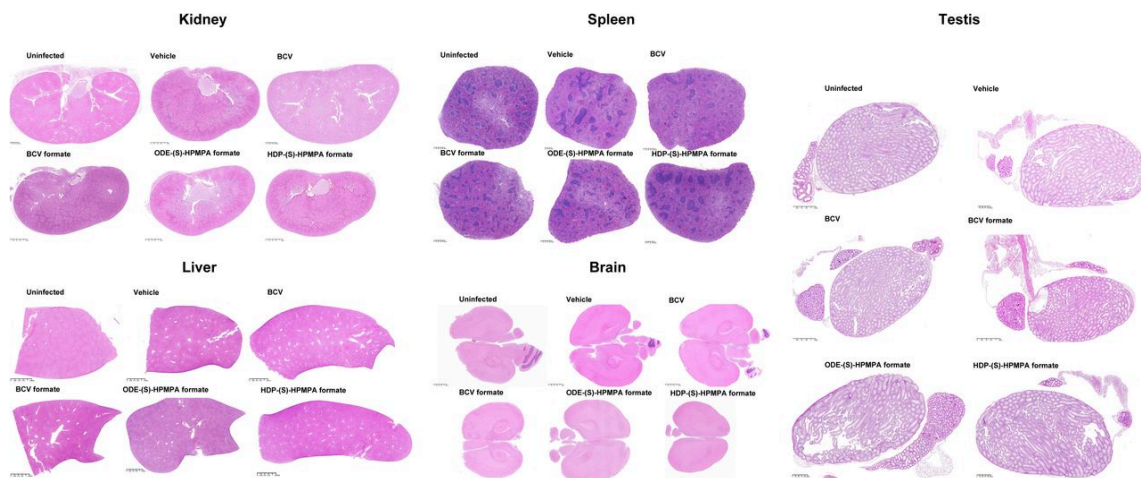 Kidney
Uninfected
Vehicle
BCV
BCV formate
ODE-(S)-HPMPA formate
HDP-(S)-HPMPA formate
Spleen
Uninfected
Vehicle
BCV
BCV formate
ODE-(S)-HPMPA formate
HDP-(S)-HPMPA formate
Liver
Uninfected
Vehicle
BCV
BCV formate
ODE-(S)-HPMPA formate
HDP-(S)-HPMPA formate
Brain
Uninfected
Vehicle
BCV
BCV formate
ODE-(S)-HPMPA formate
HDP-(S)-HPMPA formate
Testis
Uninfected
Vehicle
BCV
BCV formate
ODE-(S)-HPMPA formate
HDP-(S)-HPMPA formate